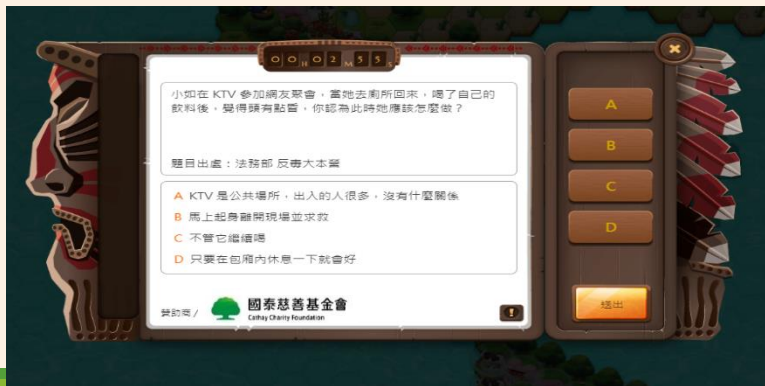 00H02M55S
小如在 KTV 參加網友聚會，當她去廁所回來，喝了自己的
飲料後，覺得頭有點昏，你認為此時她應該怎麼做？
題目出處：法務部 反毒大本營
A KTV 是公共場所，出入的人很多，沒有什麼關係
B 馬上起身離開現場並求救
C 不管它繼續喝
D 只要在包廂內休息一下就會好
贊助商/
國泰慈善基金會
Cathay Charity Foundation
A
B
C
D
送出